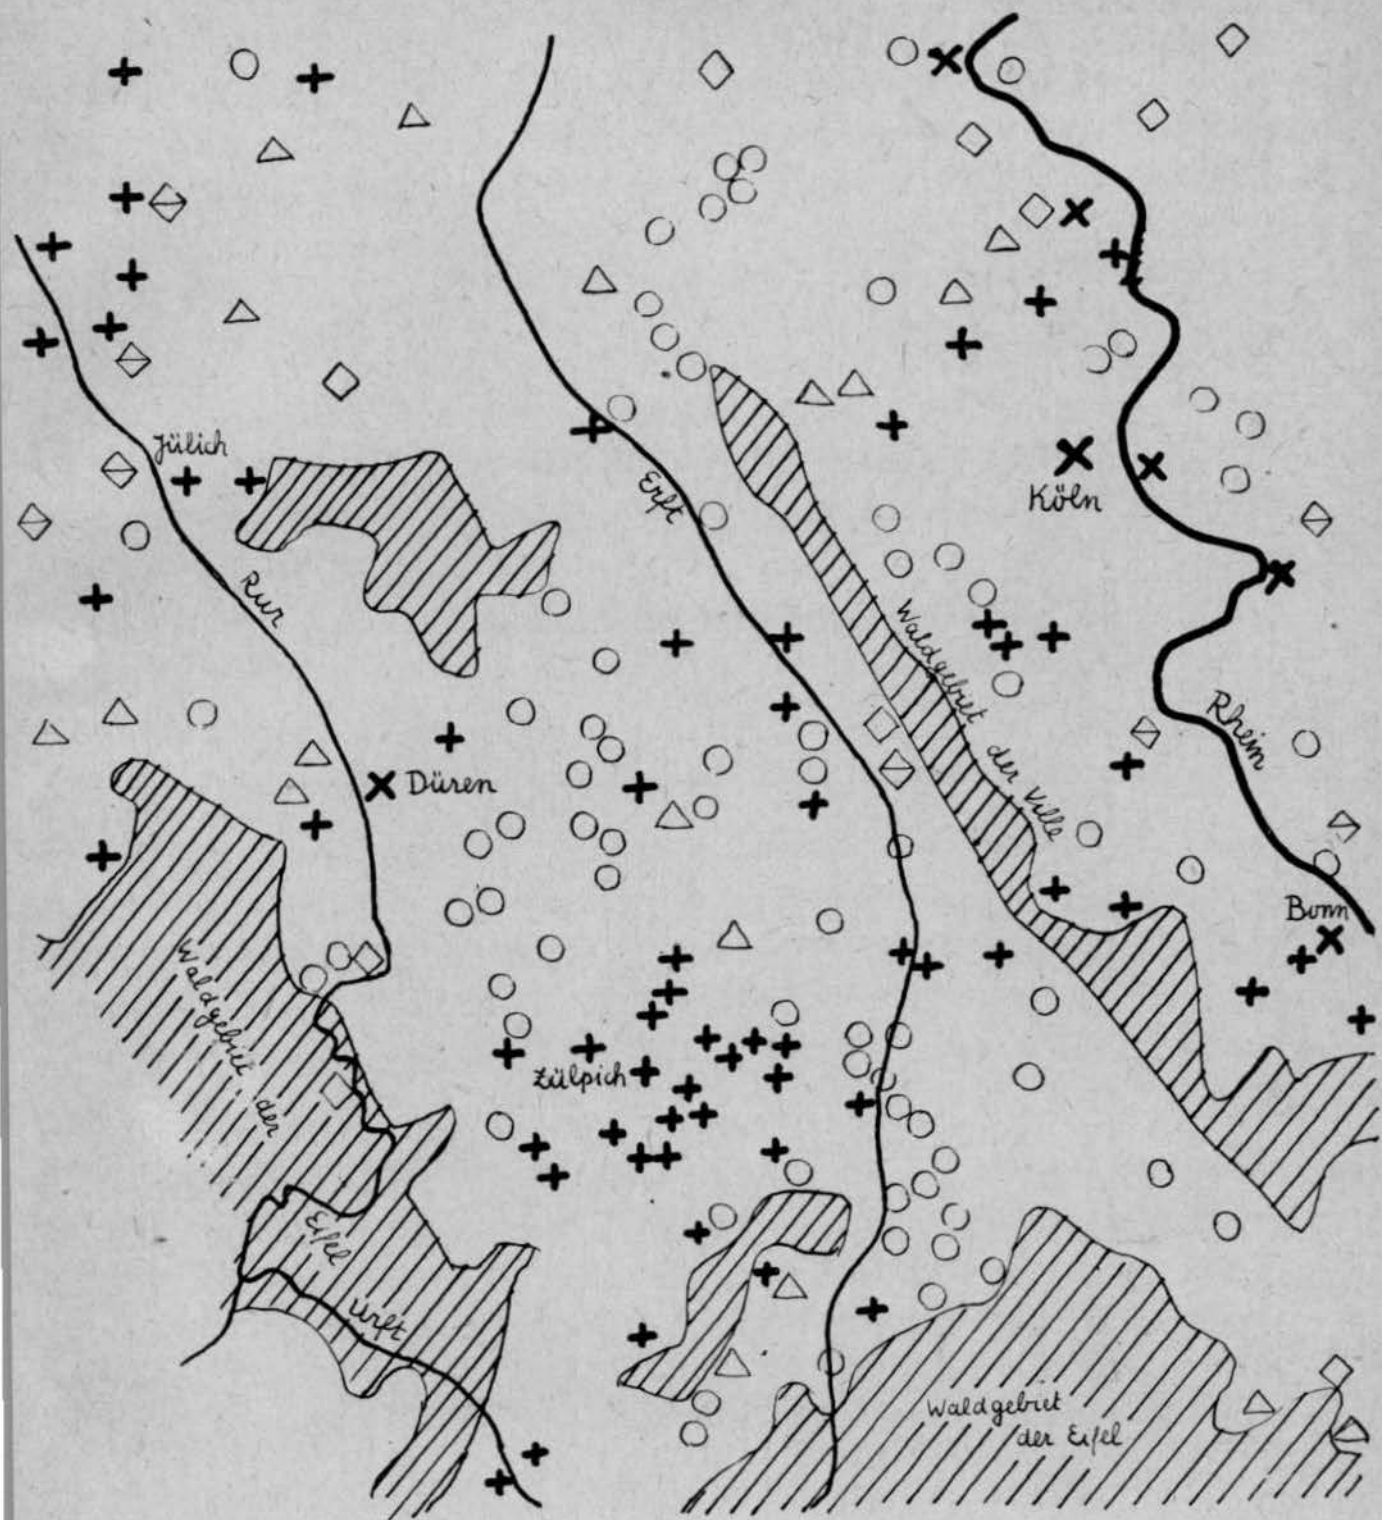 Jülich
Erft
Köln
Rur
Waldgebiet der Ville
Rhein
Düren
Bonn
Waldgebiet der
Eifel
Zülpich
Urft
Waldgebiet
der Eifel